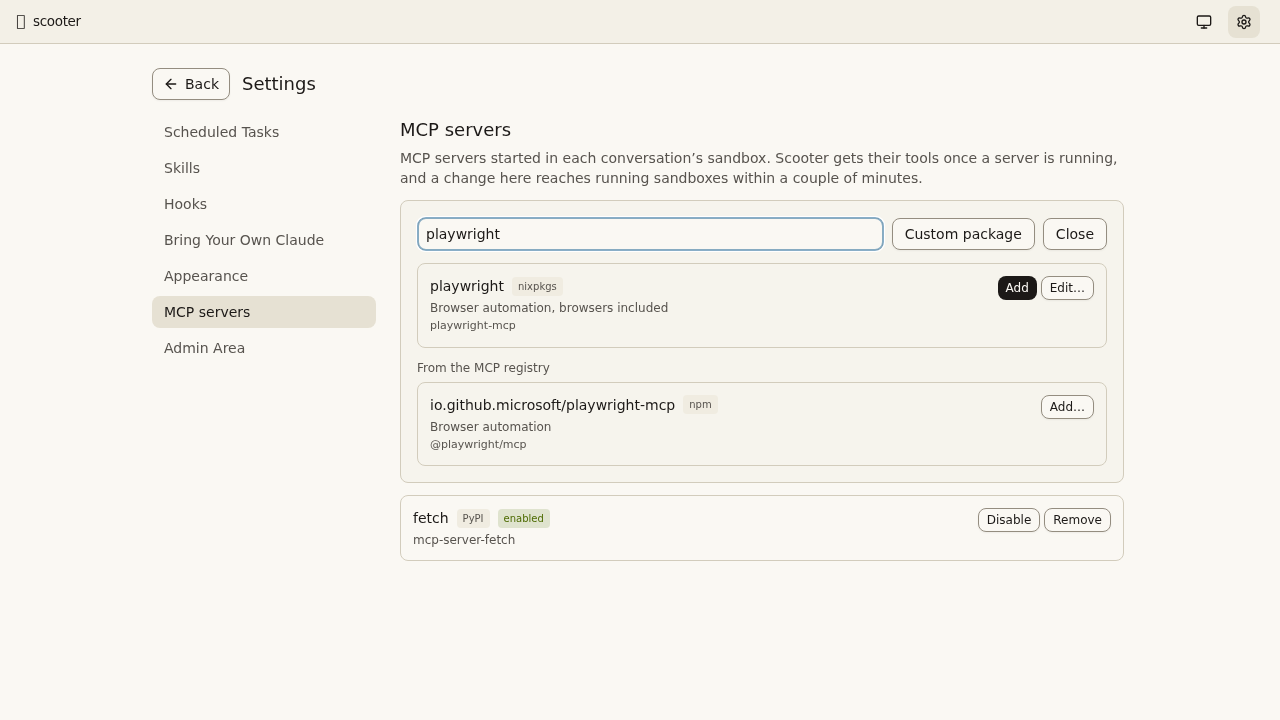 scooter
Back
Settings
Scheduled Tasks
Skills
Hooks
Bring Your Own Claude
Appearance
MCP servers
Admin Area
MCP servers
MCP servers started in each conversation’s sandbox. Scooter gets their tools once a server is running,
and a change here reaches running sandboxes within a couple of minutes.
playwright
Custom package
Close
playwright nixpkgs
Add
Edit…
Browser automation, browsers included
playwright-mcp
From the MCP registry
io.github.microsoft/playwright-mcp npm
Add…
Browser automation
@playwright/mcp
fetch PyPI enabled
Disable
Remove
mcp-server-fetch